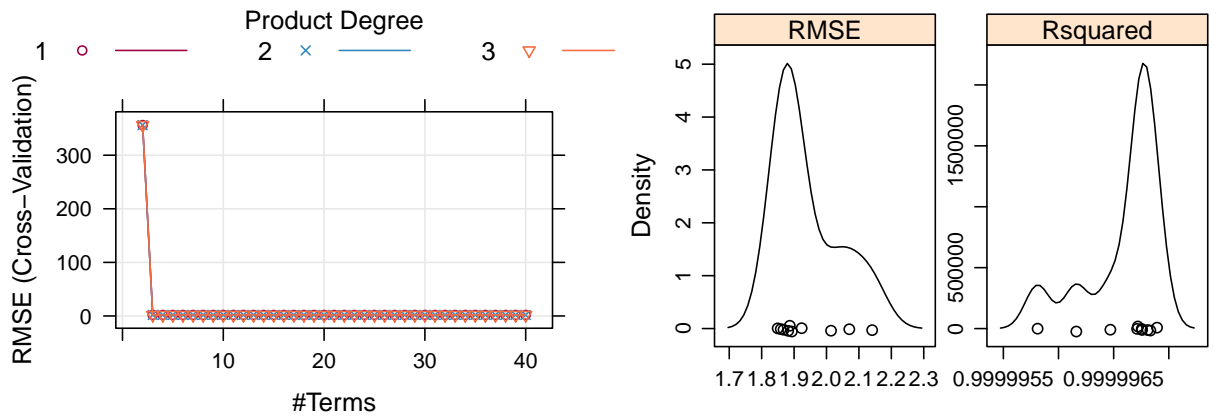 Product Degree
1 2 3
RMSE (Cross−Validation)
300
200
100
0
10 20 30 40
#Terms
RMSE
Density
5
4
3
2
1
0
1.7 1.8 1.9 2.0 2.1 2.2 2.3
Rsquared
1500000
500000
0
0.9999955 0.9999965